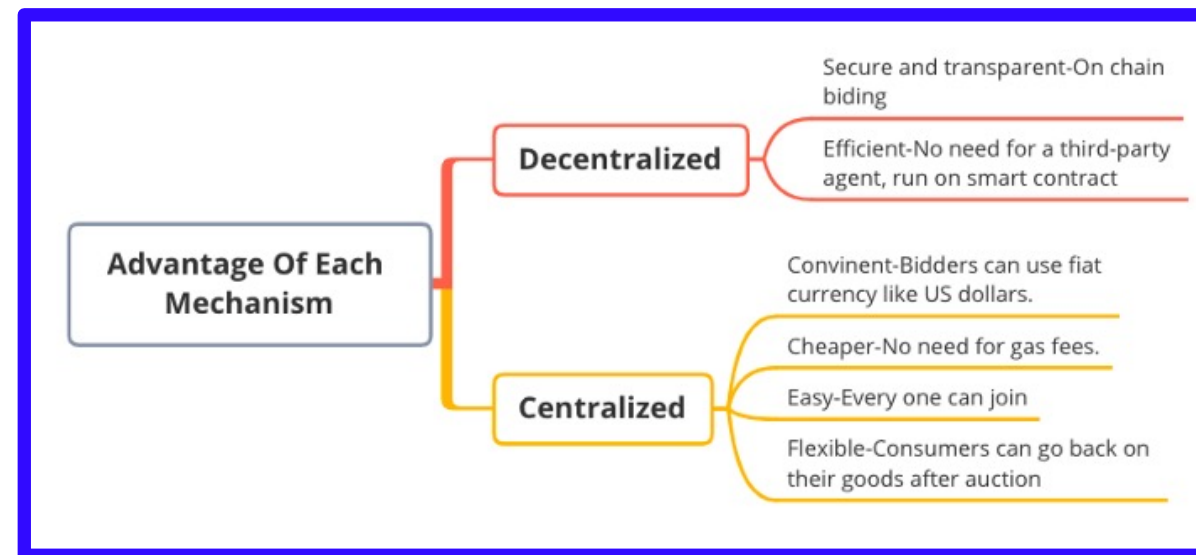 Advantage Of Each
Mechanism
Decentralized
Secure and transparent-On chain
biding
Efficient-No need for a third-party
agent, run on smart contract
Centralized
Convinent-Bidders can use fiat
currency like US dollars.
Cheaper-No need for gas fees.
Easy-Every one can join
Flexible-Consumers can go back on
their goods after auction